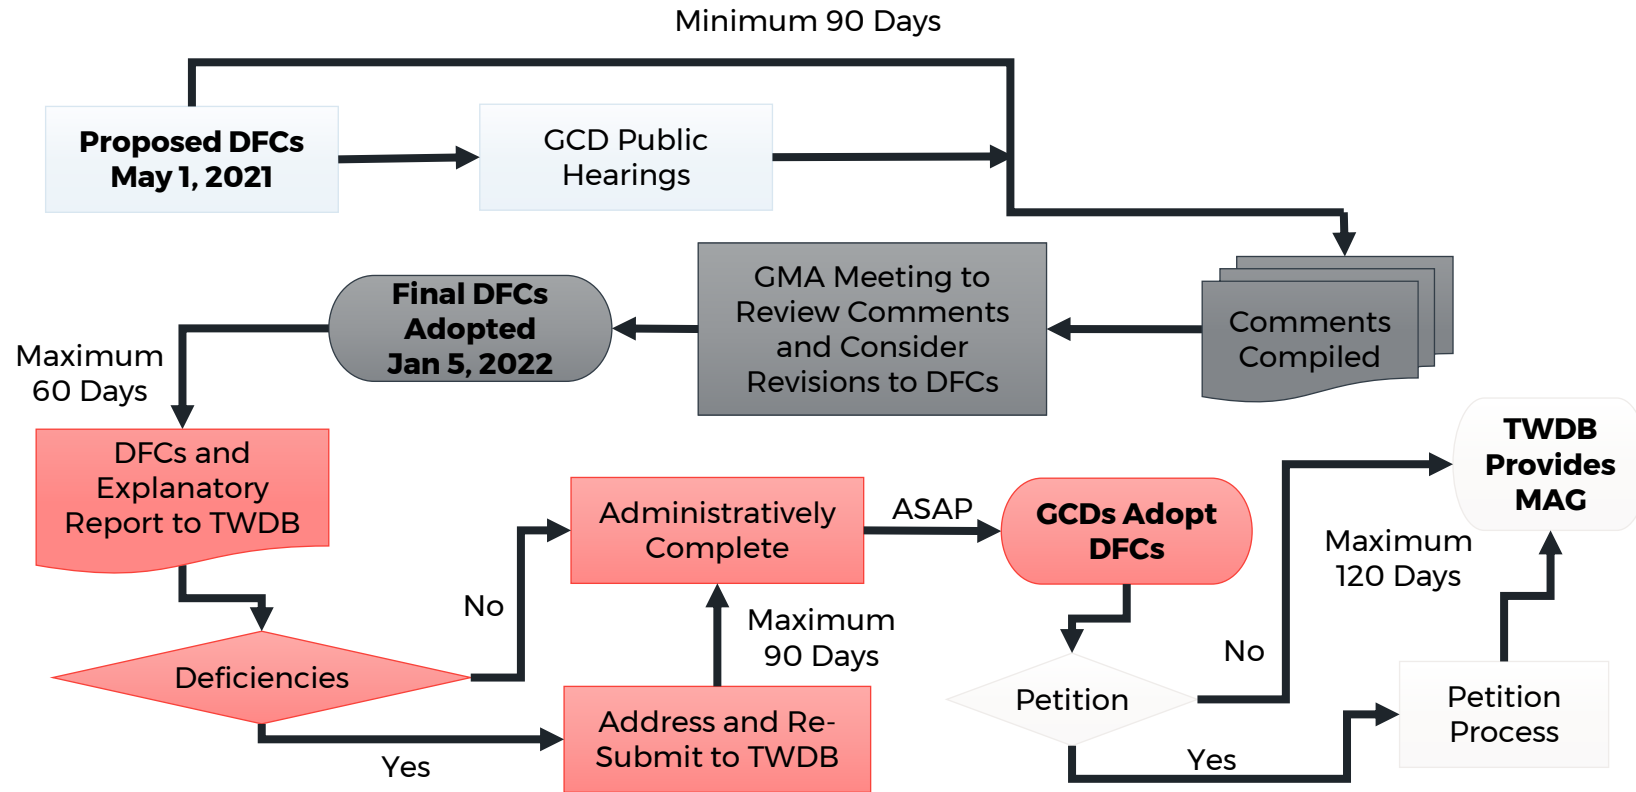 Minimum 90 Days
Proposed DFCs
May 1, 2021
GCD Public
Hearings
Final DFCs
Adopted
Jan 5, 2022
GMA Meeting to
Review Comments
and Consider
Revisions to DFCs
Comments
Compiled
Maximum
60 Days
DFCs and
Explanatory
Report to TWDB
Administratively
Complete
ASAP
GCDs Adopt
DFCs
TWDB
Provides
MAG
Maximum
120 Days
No
Maximum
90 Days
No
Deficiencies
Yes
Address and Re-
Submit to TWDB
Petition
Yes
Petition
Process